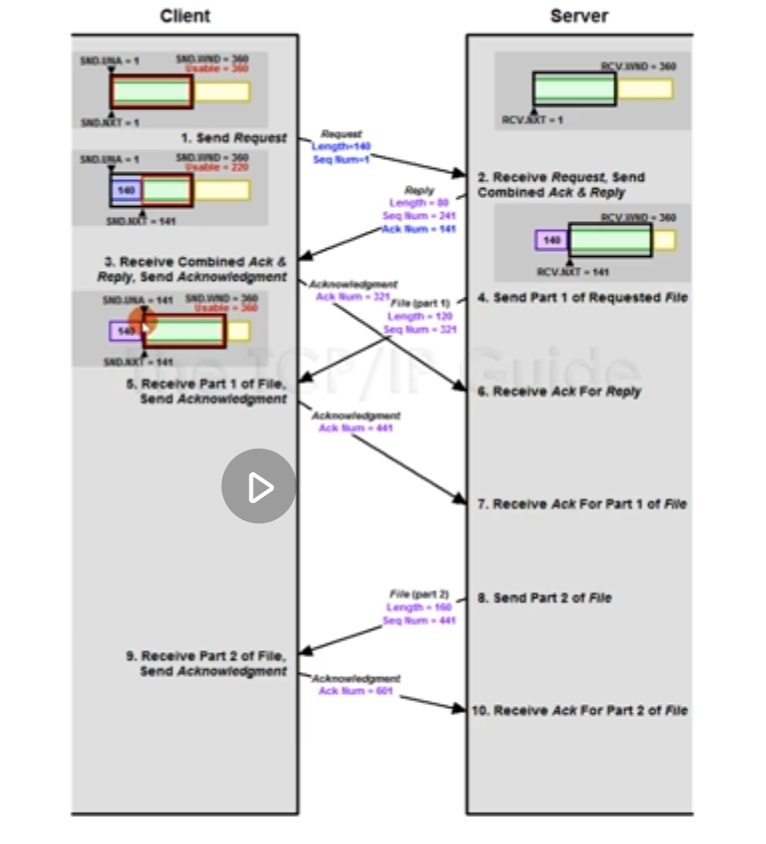 Client
Server
SND.UNA = 1
SND.WND = 360
Usable = 360
SND.NXT = 1
RCV.WND = 360
RCV.NXT = 1
1. Send Request
Request
Length=140
Seq Num=1
SND.UNA = 1
SND.WND = 360
Usable = 220
140
SND.NXT = 141
2. Receive Request, Send
Combined Ack & Reply
Reply
Length = 80
Seq Num = 241
Ack Num = 141
RCV.WND = 360
140
RCV.NXT = 141
3. Receive Combined Ack &
Reply, Send Acknowledgment
Acknowledgment
Ack Num = 321
4. Send Part 1 of Requested File
File (part 1)
Length = 120
Seq Num = 321
SND.UNA = 141
SND.WND = 360
Usable = 360
140
SND.NXT = 141
The TCP/IP Guide
5. Receive Part 1 of File,
Send Acknowledgment
6. Receive Ack For Reply
Acknowledgment
Ack Num = 441
7. Receive Ack For Part 1 of File
File (part 2)
Length = 160
Seq Num = 441
8. Send Part 2 of File
9. Receive Part 2 of File,
Send Acknowledgment
Acknowledgment
Ack Num = 601
10. Receive Ack For Part 2 of File